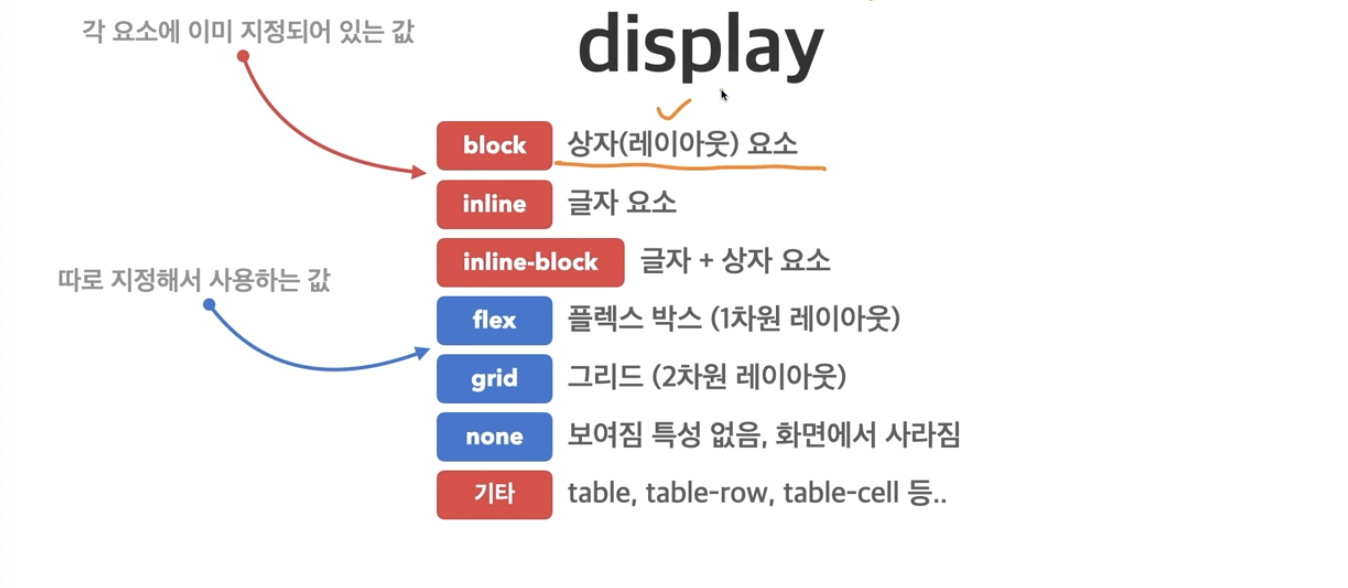 각 요소에 이미 지정되어 있는 값
display
block 상자(레이아웃) 요소
inline 글자 요소
inline-block 글자 + 상자 요소
따로 지정해서 사용하는 값
flex 플렉스 박스 (1차원 레이아웃)
grid 그리드 (2차원 레이아웃)
none 보여짐 특성 없음, 화면에서 사라짐
기타 table, table-row, table-cell 등..